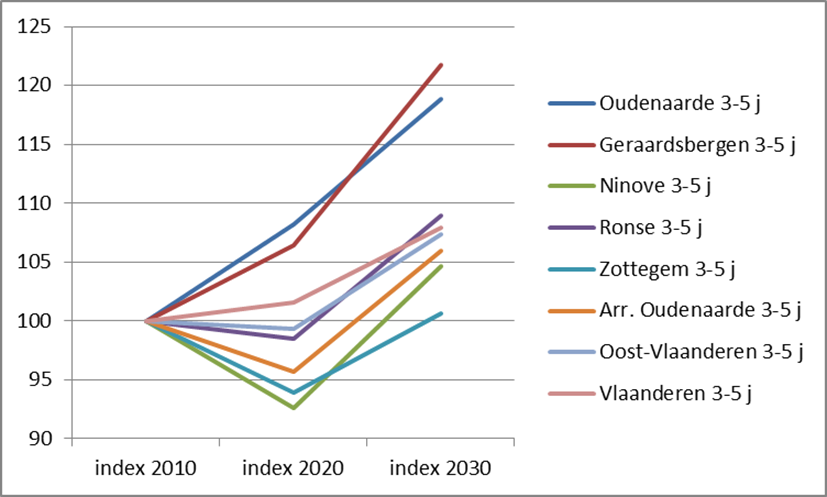 125
120
115
110
105
100
95
90
index 2010 index 2020 index 2030
Oudenaarde 3-5 j
Geraardsbergen 3-5 j
Ninove 3-5 j
Ronse 3-5 j
Zottegem 3-5 j
Arr. Oudenaarde 3-5 j
Oost-Vlaanderen 3-5 j
Vlaanderen 3-5 j